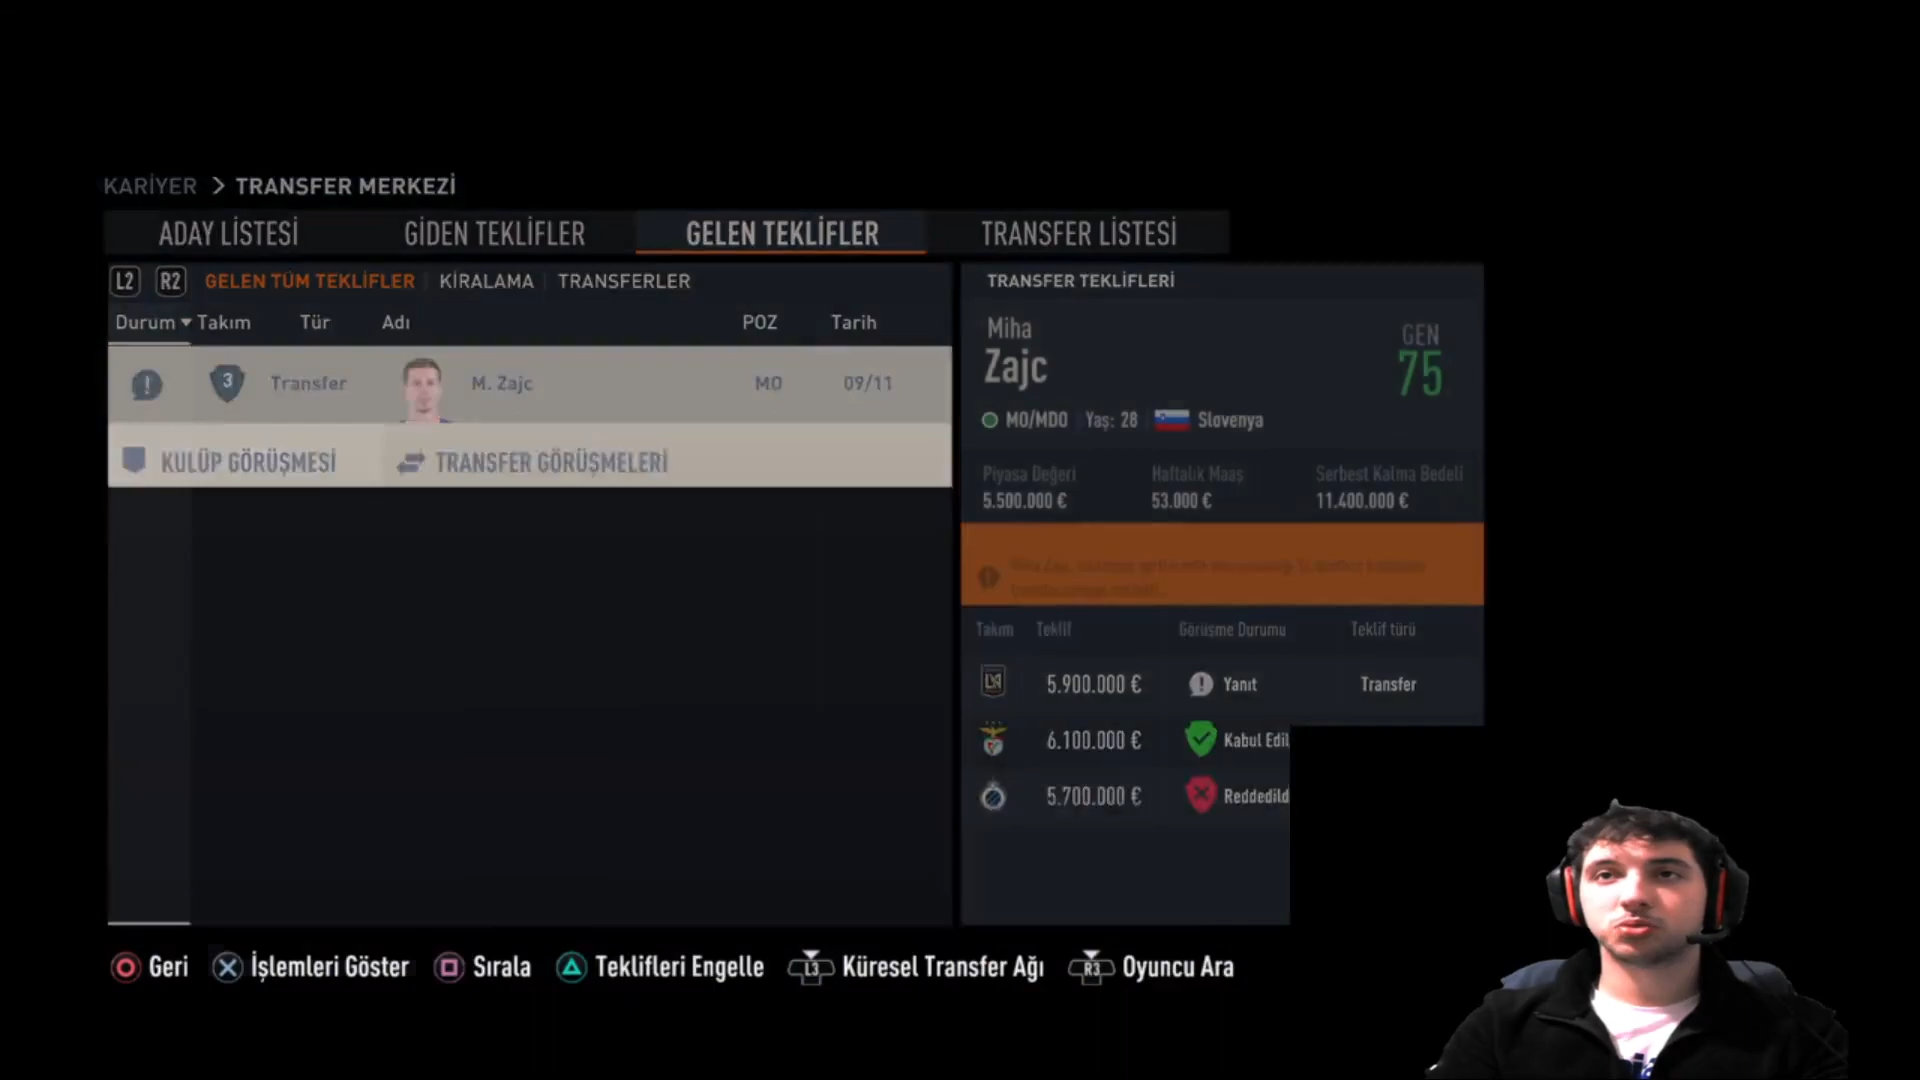 KARİYER > TRANSFER MERKEZİ
ADAY LİSTESİ GİDEN TEKLİFLER GELEN TEKLİFLER TRANSFER LİSTESİ
L2 R2 GELEN TÜM TEKLİFLER KİRALAMA TRANSFERLER
Durum Takım Tür Adı POZ Tarih
3 Transfer M. Zajc MO 09/11
KULÜP GÖRÜŞMESİ TRANSFER GÖRÜŞMELERİ
TRANSFER TEKLİFLERİ
Miha
Zajc
GEN
75
MO/MDO Yaş: 28 Slovenya
Piyasa Değeri Haftalık Maaş Serbest Kalma Bedeli
5.500.000 € 53.000 € 11.400.000 €
Takım Teklif Görüşme Durumu Teklif türü
5.900.000 € Yanıt Transfer
6.100.000 € Kabul Edil
5.700.000 € Reddedild
Geri İşlemleri Göster Sırala Teklifleri Engelle L3 Küresel Transfer Ağı R3 Oyuncu Ara